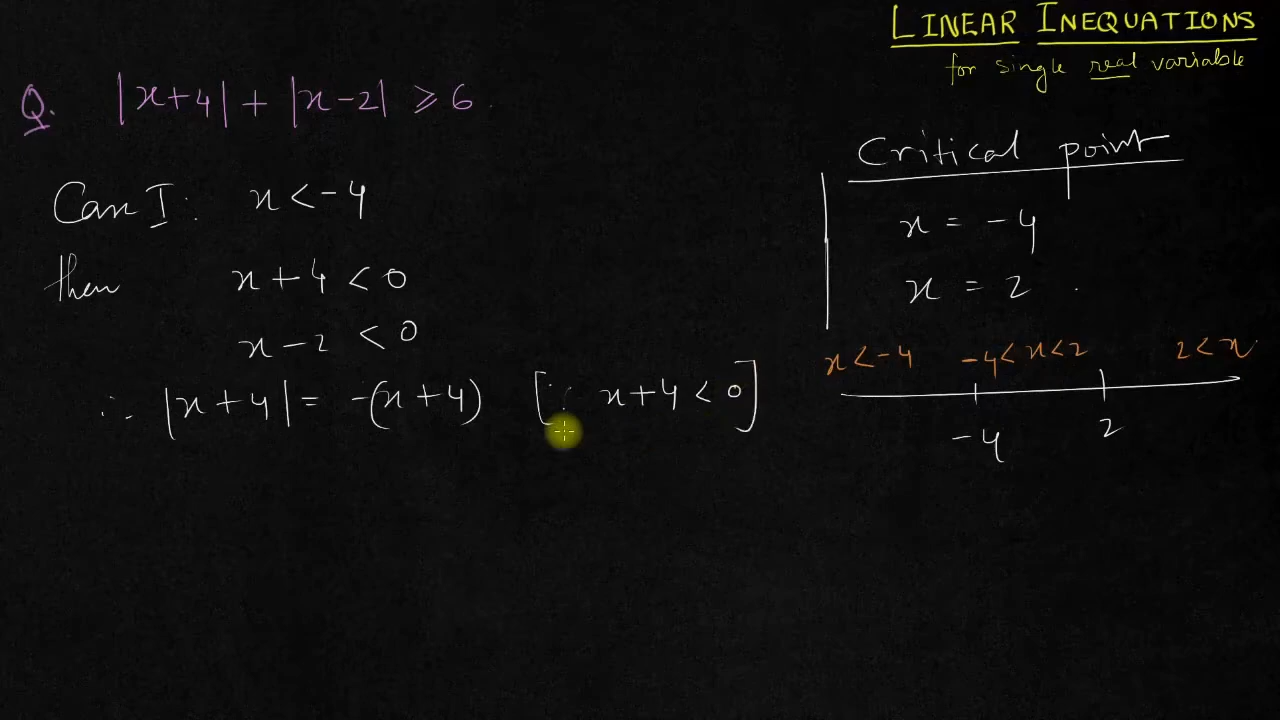 LINEAR INEQUATIONS
for single real variable
Q. |x+4| + |x-2| ⩾ 6
Critical point
x = -4
x = 2
Case I: x < -4
then x + 4 < 0
x - 2 < 0
∴ |x + 4| = -(x + 4) [∵ x + 4 < 0]
x < -4 -4 < x < 2 2 < x
-4 2